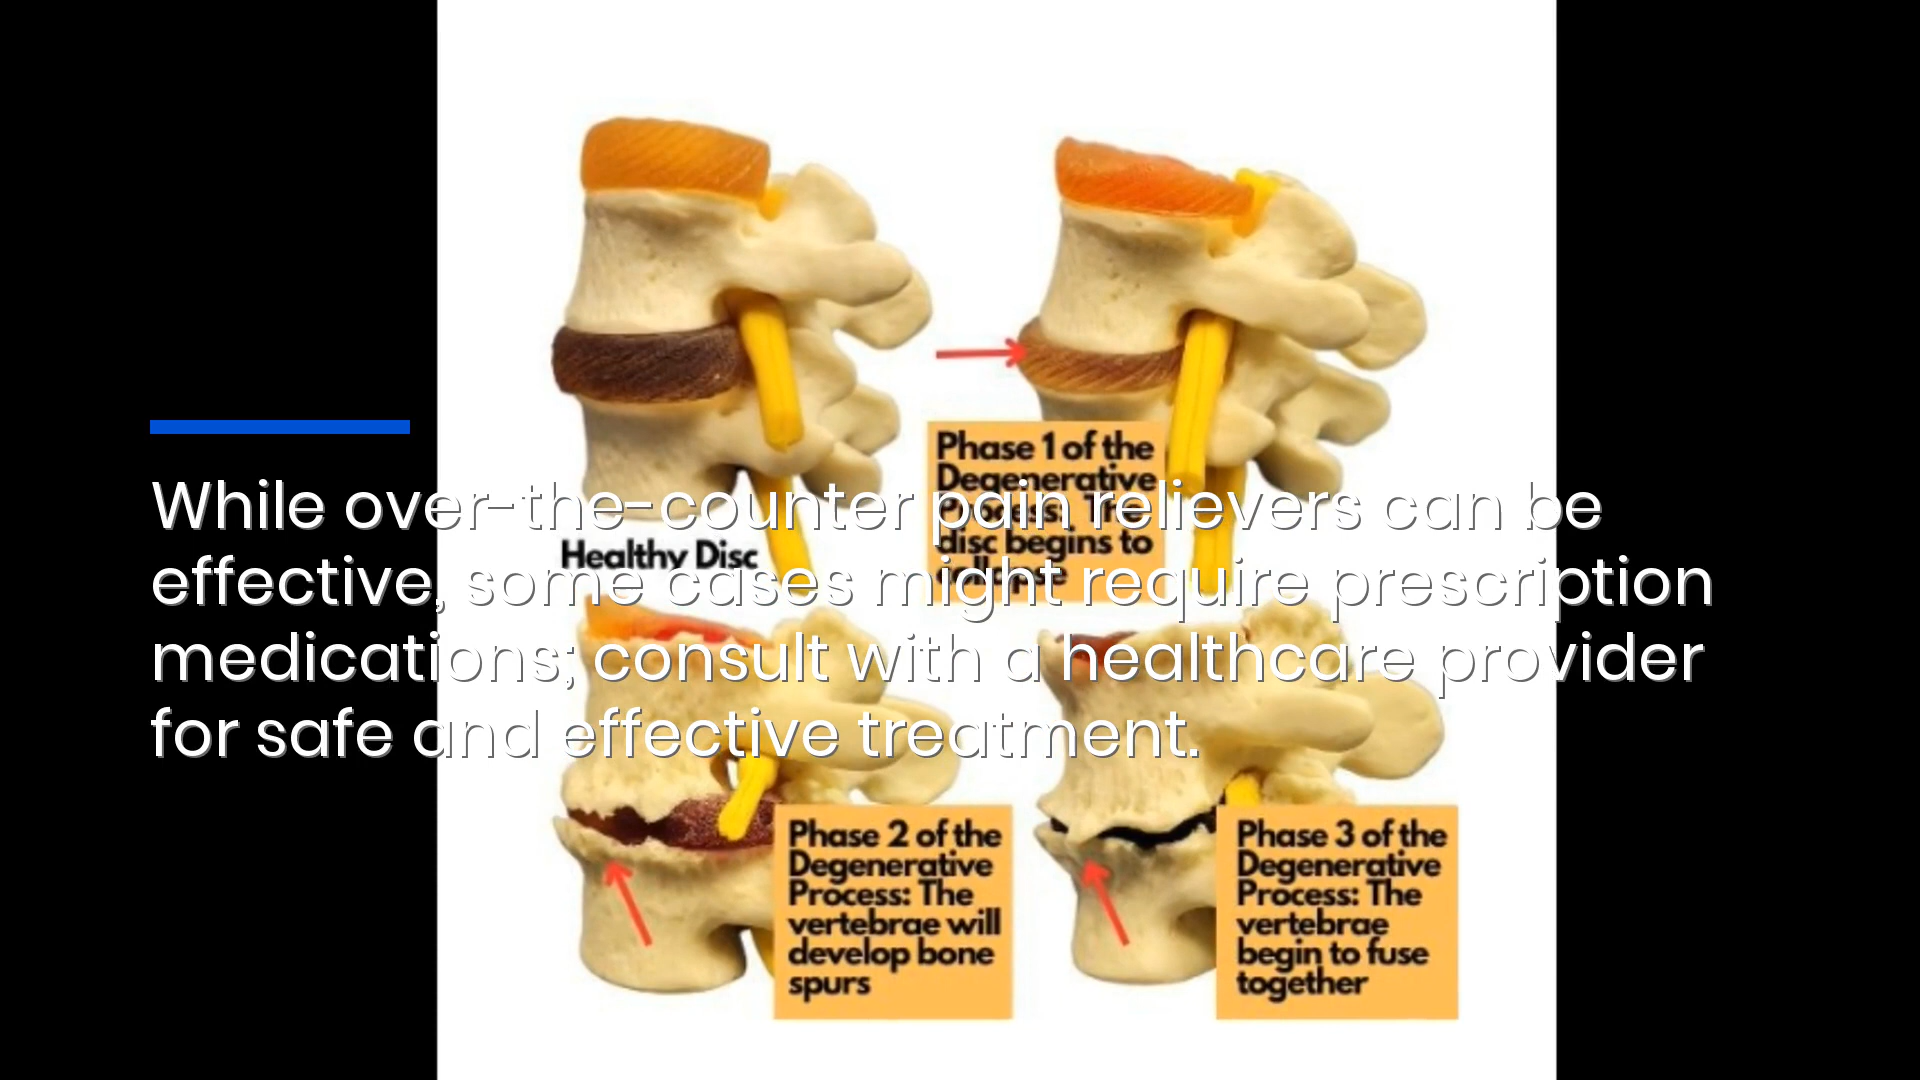 While over-the-counter pain relievers can be
effective, some cases might require prescription
medications; consult with a healthcare provider
for safe and effective treatment.
Healthy Disc
Phase 1 of the
Degenerative
Process: The
disc begins to
collapse
Phase 2 of the
Degenerative
Process: The
vertebrae will
develop bone
spurs
Phase 3 of the
Degenerative
Process: The
vertebrae
begin to fuse
together